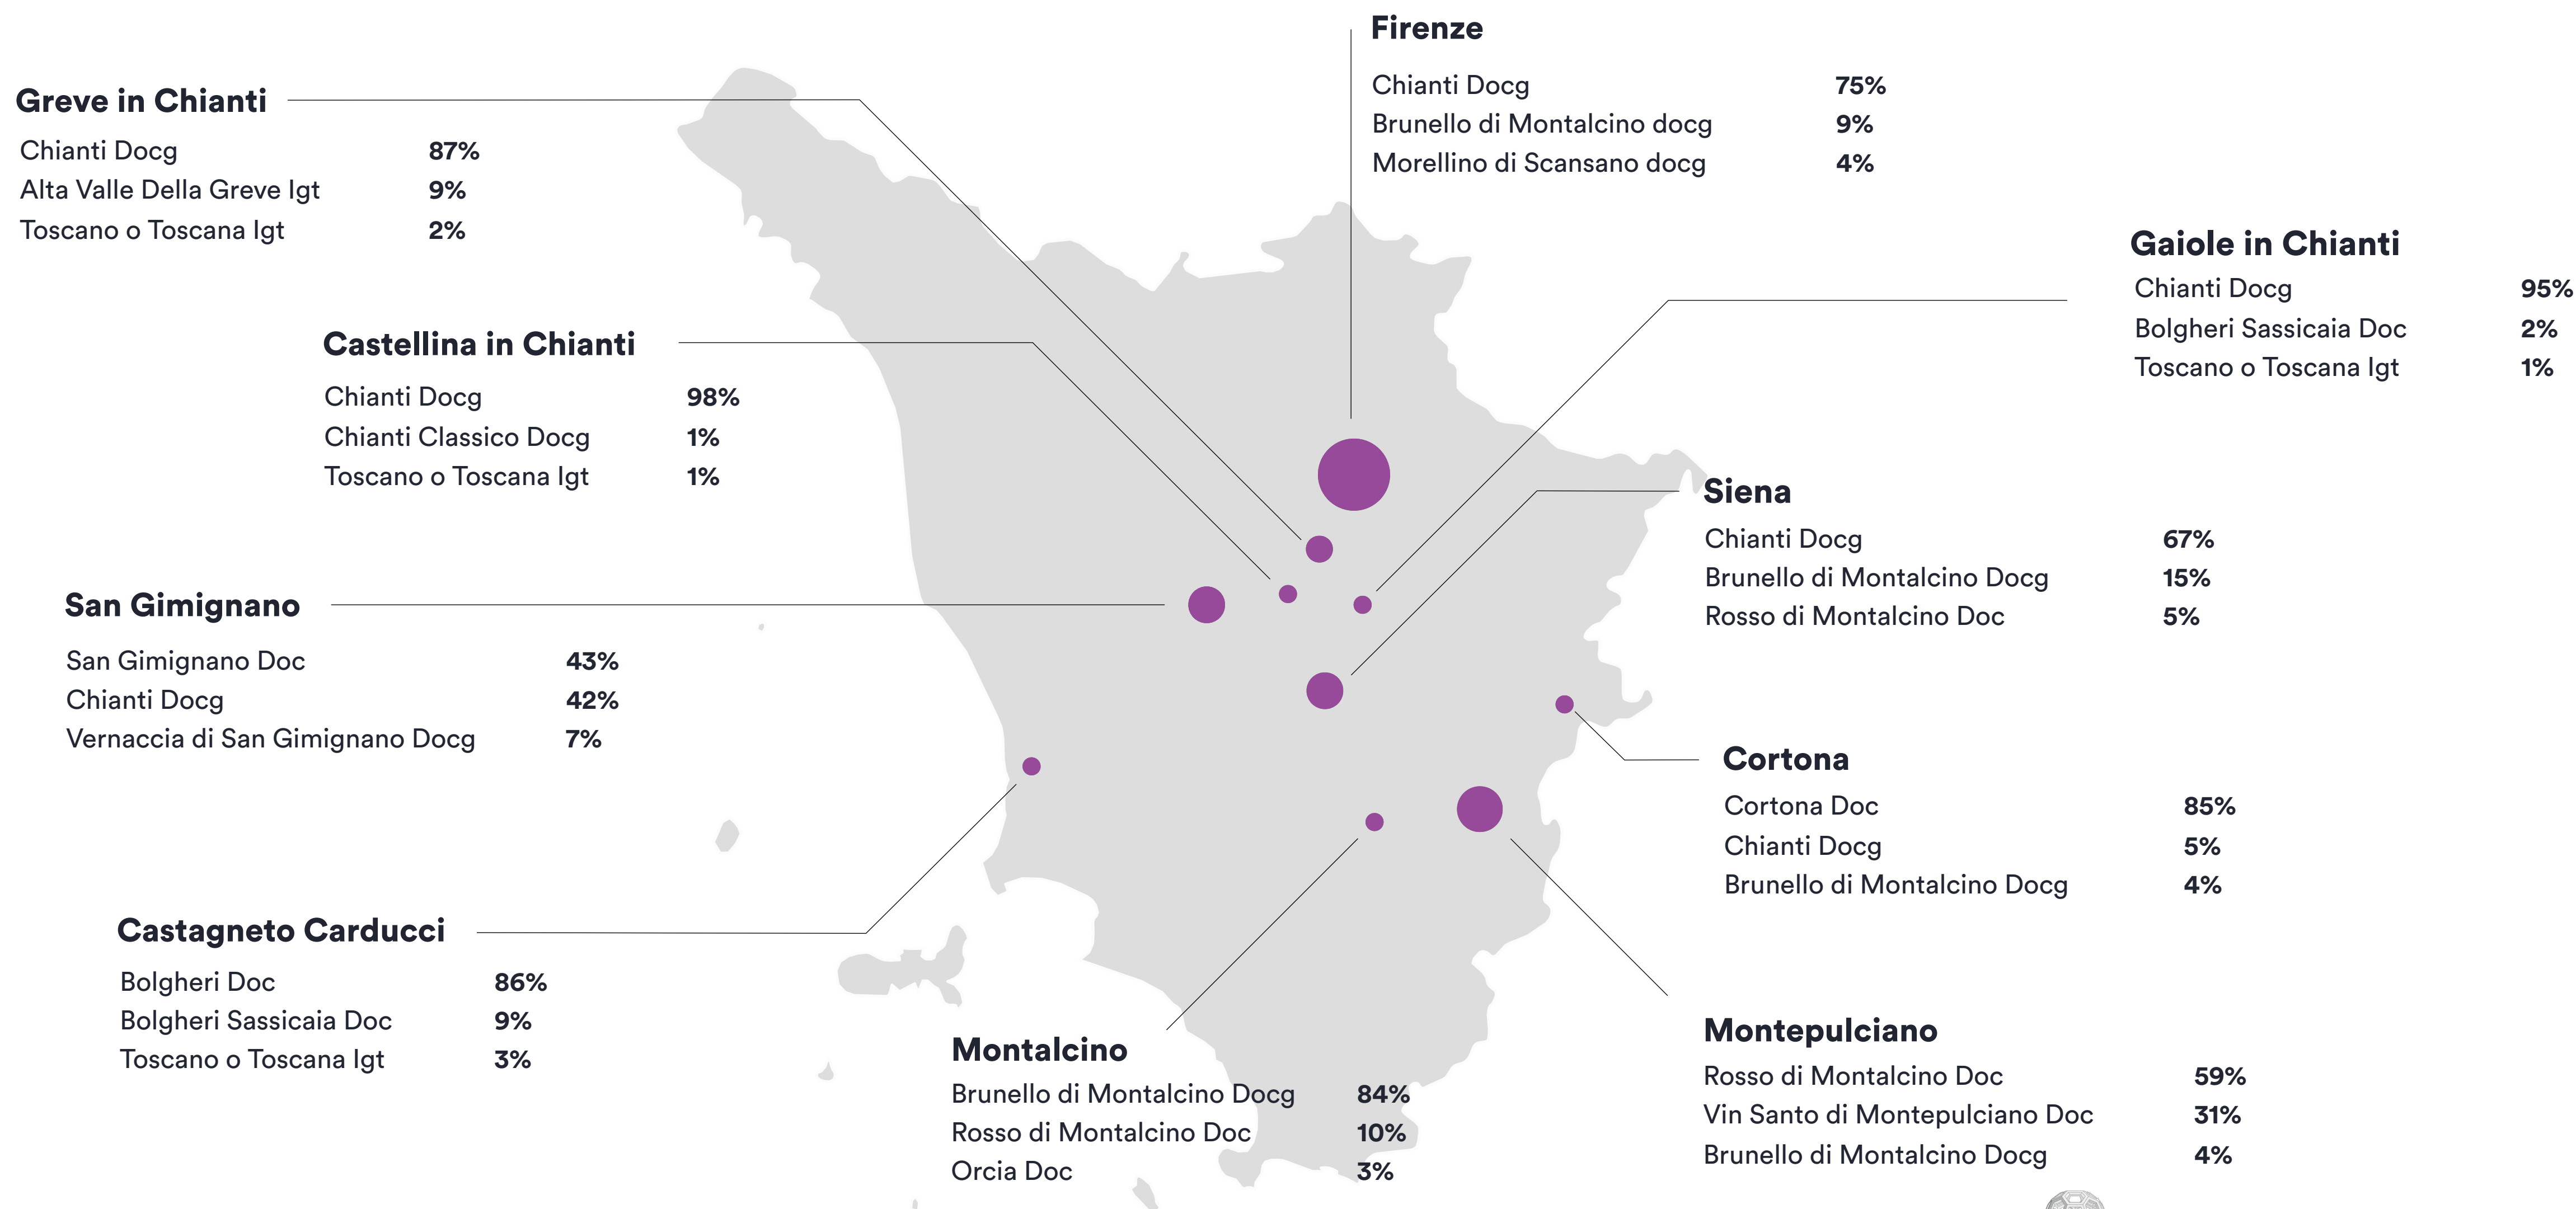 Firenze
Chianti Docg 75%
Brunello di Montalcino docg 9%
Morellino di Scansano docg 4%
Greve in Chianti
Chianti Docg 87%
Alta Valle Della Greve Igt 9%
Toscano o Toscana Igt 2%
Gaiole in Chianti
Chianti Docg 95%
Bolgheri Sassicaia Doc 2%
Toscano o Toscana Igt 1%
Castellina in Chianti
Chianti Docg 98%
Chianti Classico Docg 1%
Toscano o Toscana Igt 1%
Siena
Chianti Docg 67%
Brunello di Montalcino Docg 15%
Rosso di Montalcino Doc 5%
San Gimignano
San Gimignano Doc 43%
Chianti Docg 42%
Vernaccia di San Gimignano Docg 7%
Cortona
Cortona Doc 85%
Chianti Docg 5%
Brunello di Montalcino Docg 4%
Castagneto Carducci
Bolgheri Doc 86%
Bolgheri Sassicaia Doc 9%
Toscano o Toscana Igt 3%
Montalcino
Brunello di Montalcino Docg 84%
Rosso di Montalcino Doc 10%
Orcia Doc 3%
Montepulciano
Rosso di Montalcino Doc 59%
Vin Santo di Montepulciano Doc 31%
Brunello di Montalcino Docg 4%